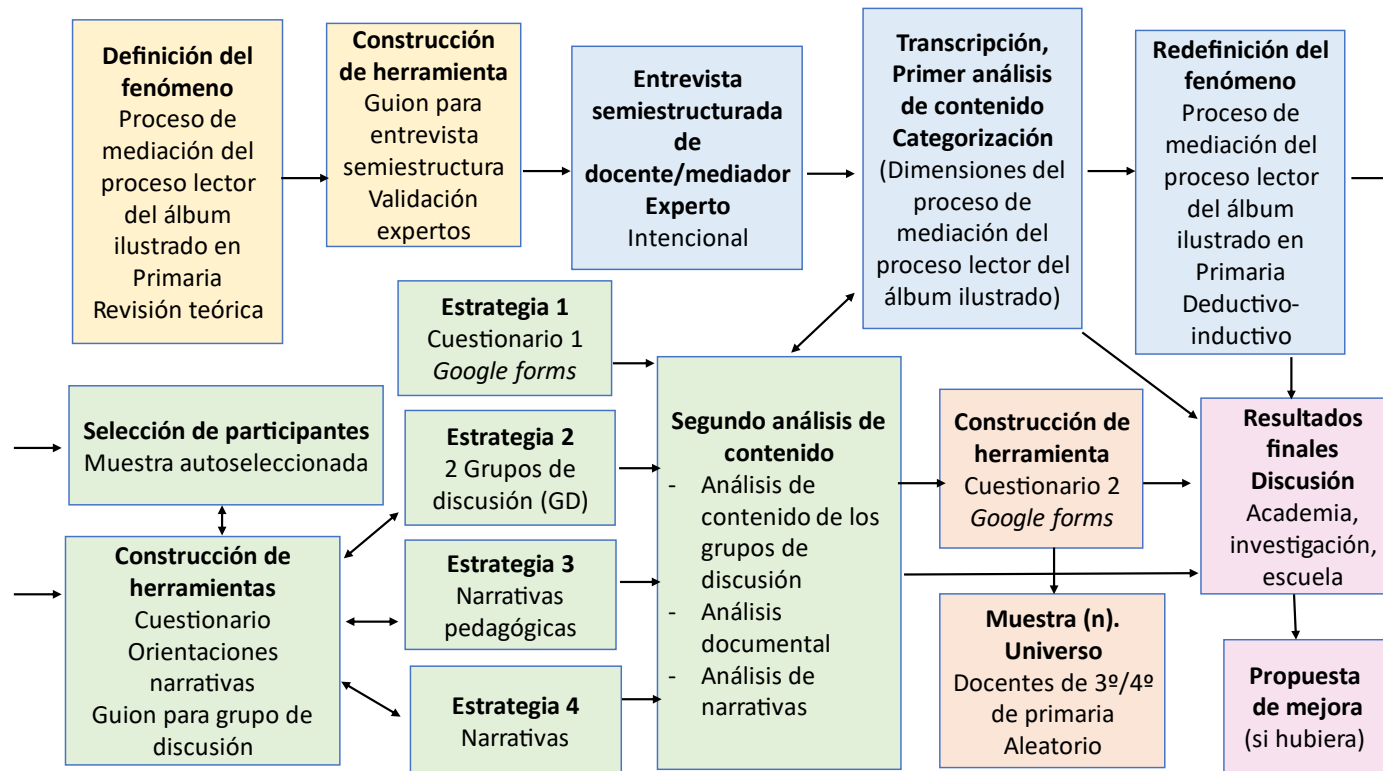 Definición del
fenómeno
Proceso de
mediación del
proceso lector
del álbum
ilustrado en
Primaria
Revisión teórica
Construcción
de herramienta
Guion para
entrevista
semiestructura
Validación
expertos
Entrevista
semiestructurada
de
docente/mediador
Experto
Intencional
Transcripción,
Primer análisis
de contenido
Categorización
(Dimensiones del
proceso de
mediación del
proceso lector del
álbum ilustrado)
Redefinición del
fenómeno
Proceso de
mediación del
proceso lector
del álbum
ilustrado en
Primaria
Deductivo-
inductivo
Selección de participantes
Muestra autoseleccionada
Construcción de
herramientas
Cuestionario
Orientaciones
narrativas
Guion para grupo de
discusión
Estrategia 1
Cuestionario 1
Google forms
Estrategia 2
2 Grupos de
discusión (GD)
Estrategia 3
Narrativas
pedagógicas
Estrategia 4
Narrativas
Segundo análisis de
contenido
- Análisis de
contenido de los
grupos de
discusión
- Análisis
documental
- Análisis de
narrativas
Construcción de
herramienta
Cuestionario 2
Google forms
Muestra (n).
Universo
Docentes de 3º/4º
de primaria
Aleatorio
Resultados
finales
Discusión
Academia,
investigación,
escuela
Propuesta
de mejora
(si hubiera)